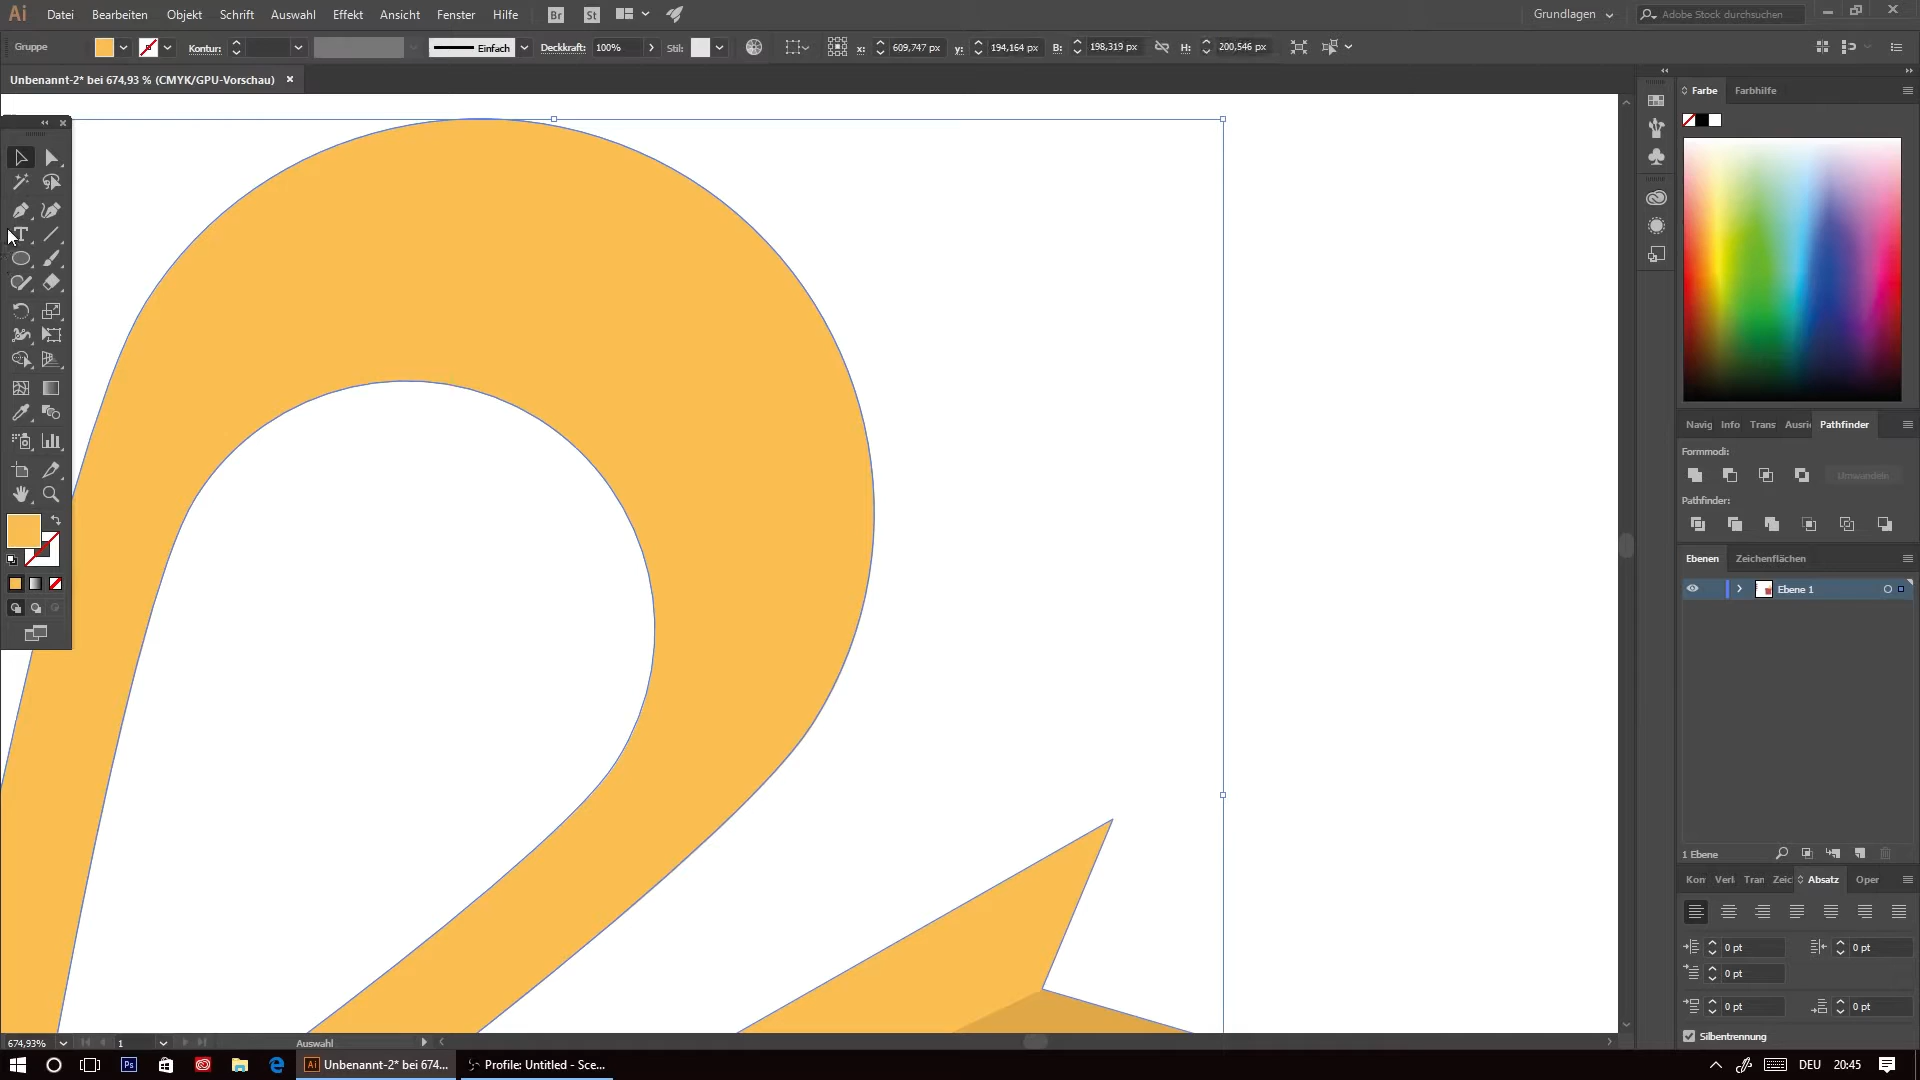 Ai Datei Bearbeiten Objekt Schrift Auswahl Effekt Ansicht Fenster Hilfe Br St Grundlagen Adobe Stock durchsuchen
Gruppe Kontur: Einfach Deckkraft: 100% Stil: x: 609,747 px y: 194,164 px B: 198,319 px H: 200,546 px
Unbenannt-2* bei 674,93 % (CMYK/GPU-Vorschau)
Farbe Farbhilfe
Navig Info Trans Ausri Pathfinder
Formmodi:
Umwandeln
Pathfinder:
Ebenen Zeichenflächen
Ebene 1
1 Ebene
Kon Verl Tran Zeic Absatz Oper
0 pt 0 pt
0 pt
0 pt 0 pt
Silbentrennung
674,93% 1 Auswahl
Ps Ai Unbenannt-2* bei 674... Profile: Untitled - Sce... DEU 20:45